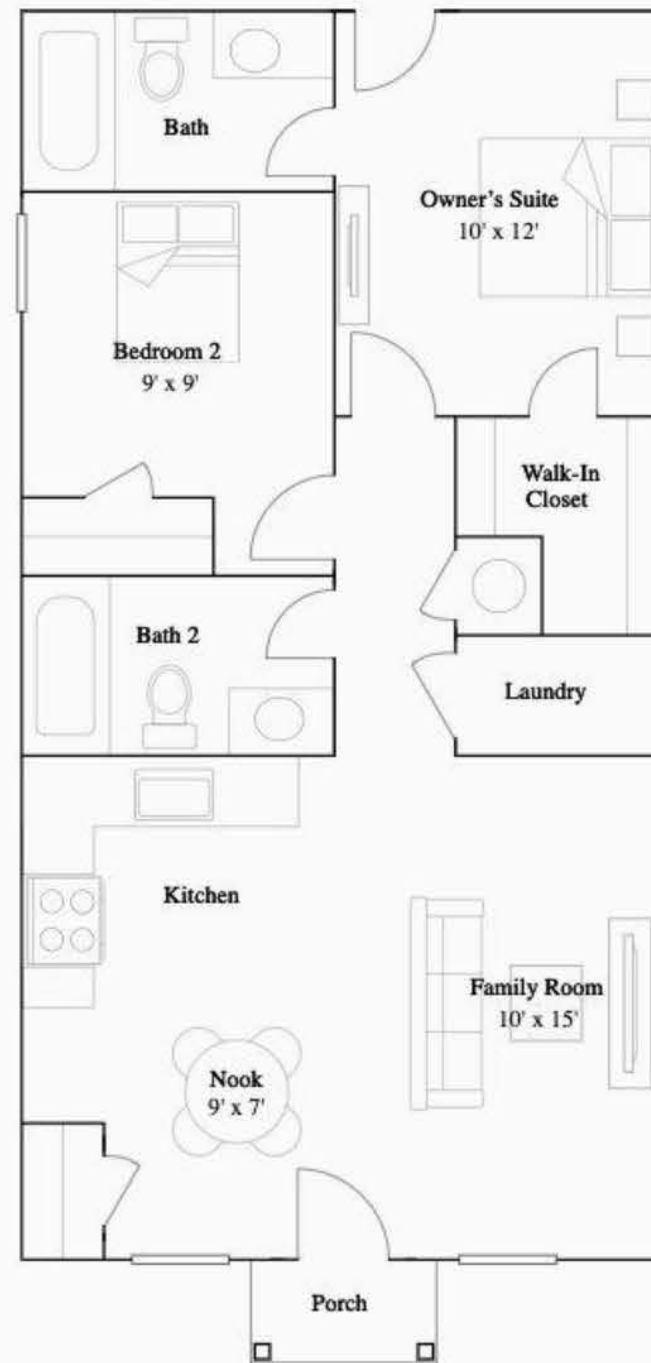 Bath
Owner's Suite
10' x 12'
Bedroom 2
9' x 9'
Walk-In
Closet
Bath 2
Laundry
Kitchen
Family Room
10' x 15'
Nook
9' x 7'
Porch